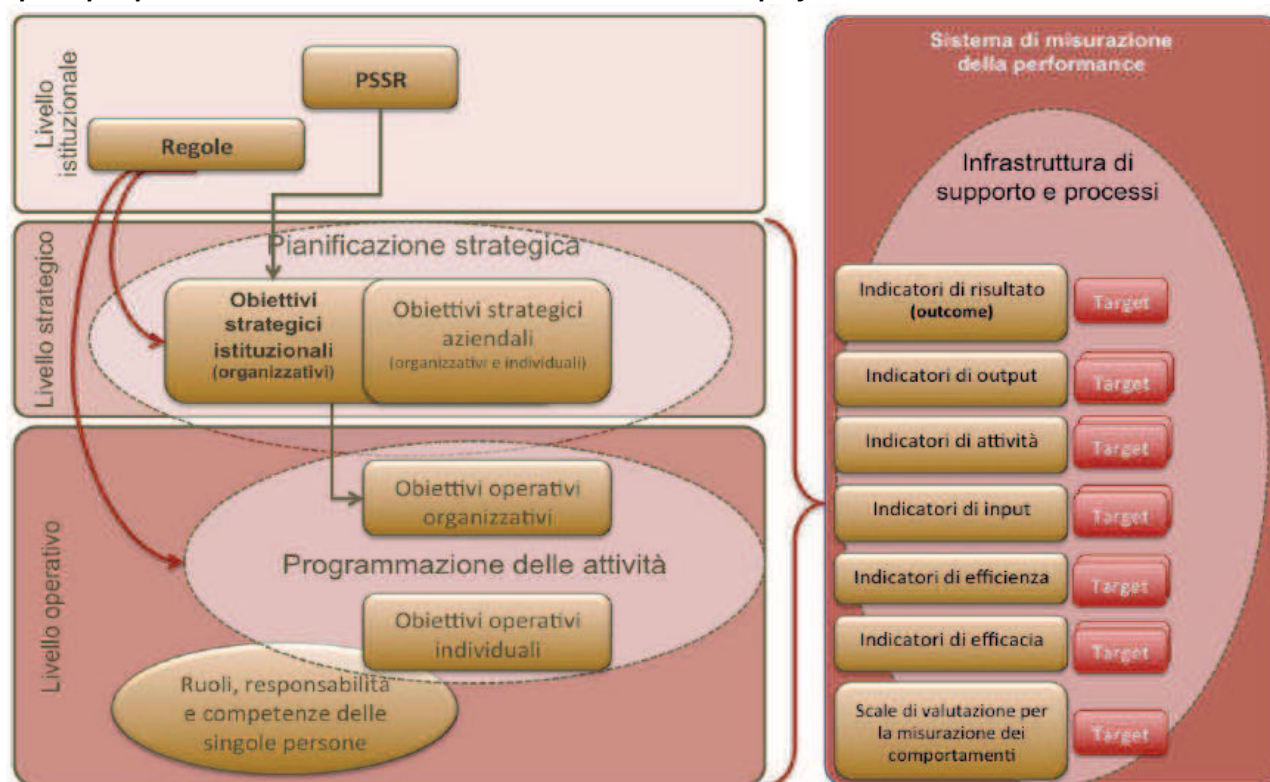 Livello
istituzionale
PSSR
Regole
Livello strategico
Pianificazione strategica
Obiettivi
strategici
istituzionali
(organizzativi)
Obiettivi strategici
aziendali
(organizzativi e individuali)
Livello operativo
Obiettivi operativi
organizzativi
Programmazione delle attività
Obiettivi operativi
individuali
Ruoli, responsabilità
e competenze delle
singole persone
Sistema di misurazione
della performance
Infrastruttura di
supporto e processi
Indicatori di risultato
(outcome)
Target
Indicatori di output
Target
Indicatori di attività
Target
Indicatori di input
Target
Indicatori di efficienza
Target
Indicatori di efficacia
Target
Scale di valutazione per
la misurazione dei
comportamenti
Target